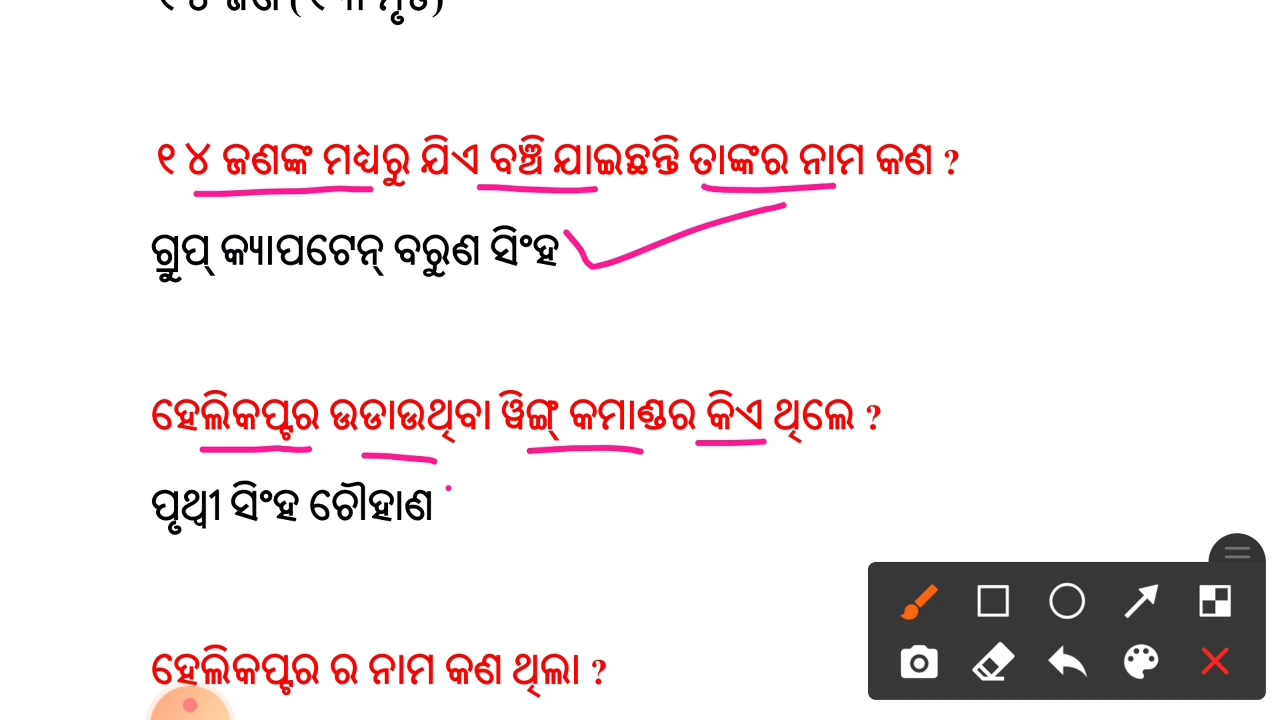 ୧୪ ଜଣଙ୍କ ମଧ୍ୟରୁ ଯିଏ ବଞ୍ଚି ଯାଇଛନ୍ତି ତାଙ୍କର ନାମ କଣ ?
ଗ୍ରୁପ୍ କ୍ୟାପଟେନ୍ ବରୁଣ ସିଂହ
ହେଲିକପ୍ଟର ଉଡାଉଥିବା ୱିଙ୍ଗ୍ କମାଣ୍ଡର କିଏ ଥିଲେ ?
ପୃଥ୍ୱୀ ସିଂହ ଚୌହାଣ
ହେଲିକପ୍ଟର ର ନାମ କଣ ଥିଲା ?